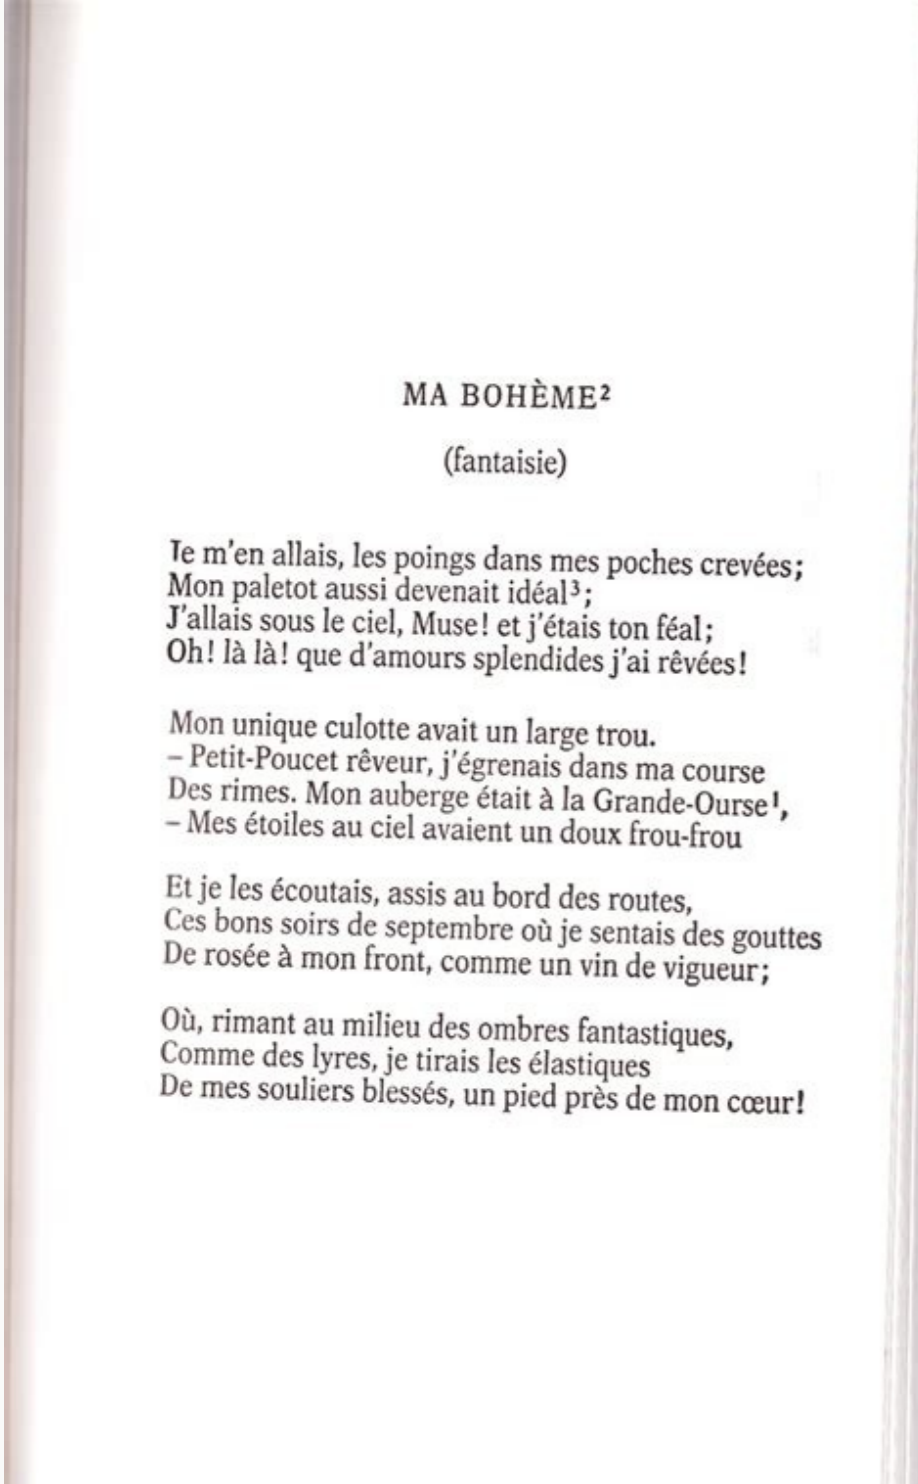 MA BOHÈME²
(fantaisie)
Je m'en allais, les poings dans mes poches crevées;
Mon paletot aussi devenait idéal³;
J'allais sous le ciel, Muse! et j'étais ton féal;
Oh! là là! que d'amours splendides j'ai rêvées!
Mon unique culotte avait un large trou.
– Petit-Poucet rêveur, j'égrenais dans ma course
Des rimes. Mon auberge était à la Grande-Ourse¹,
– Mes étoiles au ciel avaient un doux frou-frou
Et je les écoutais, assis au bord des routes,
Ces bons soirs de septembre où je sentais des gouttes
De rosée à mon front, comme un vin de vigueur;
Où, rimant au milieu des ombres fantastiques,
Comme des lyres, je tirais les élastiques
De mes souliers blessés, un pied près de mon cœur!